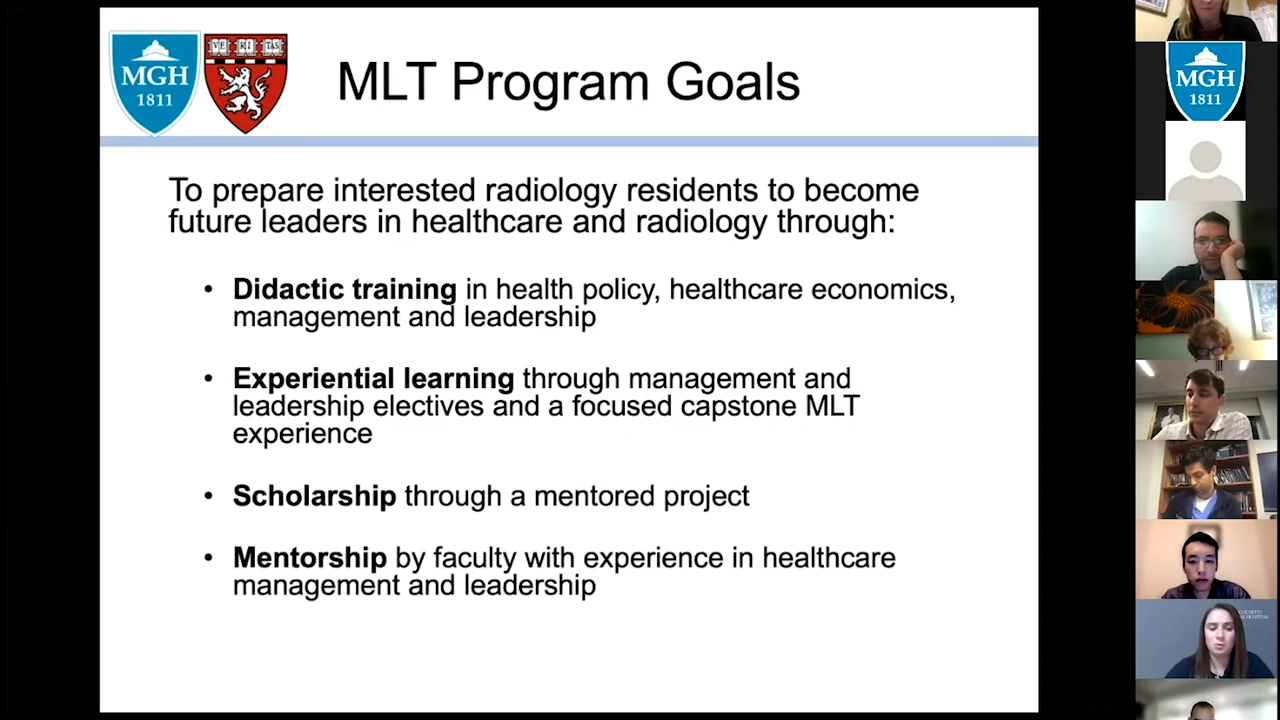 MGH
1811
VE RI TS
MLT Program Goals
To prepare interested radiology residents to become
future leaders in healthcare and radiology through:
• Didactic training in health policy, healthcare economics,
management and leadership
• Experiential learning through management and
leadership electives and a focused capstone MLT
experience
• Scholarship through a mentored project
• Mentorship by faculty with experience in healthcare
management and leadership
MGH
1811